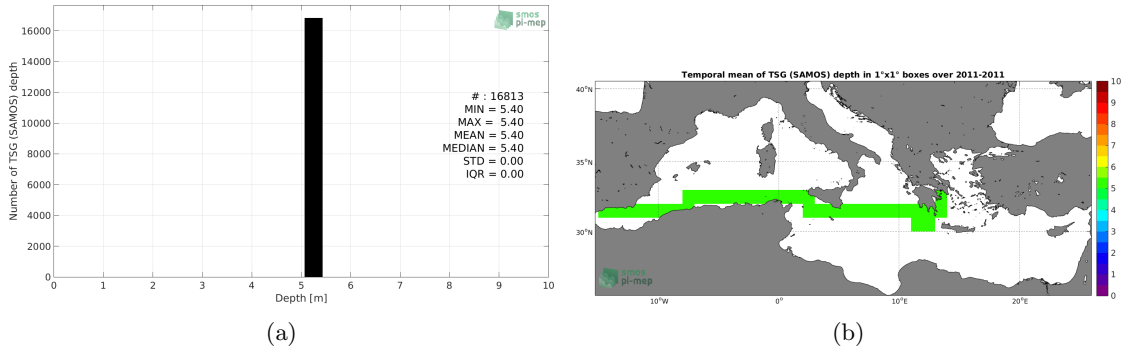 smos
pi-mep
16000
14000
12000
10000
8000
6000
4000
2000
0
Number of TSG (SAMOS) depth
# : 16813
MIN = 5.40
MAX = 5.40
MEAN = 5.40
MEDIAN = 5.40
STD = 0.00
IQR = 0.00
0 1 2 3 4 5 6 7 8 9 10
Depth [m]
(a)
Temporal mean of TSG (SAMOS) depth in 1°x1° boxes over 2011-2011
40°N
35°N
30°N
10°W 0° 10°E 20°E
smos
pi-mep
10
9
8
7
6
5
4
3
2
1
0
(b)